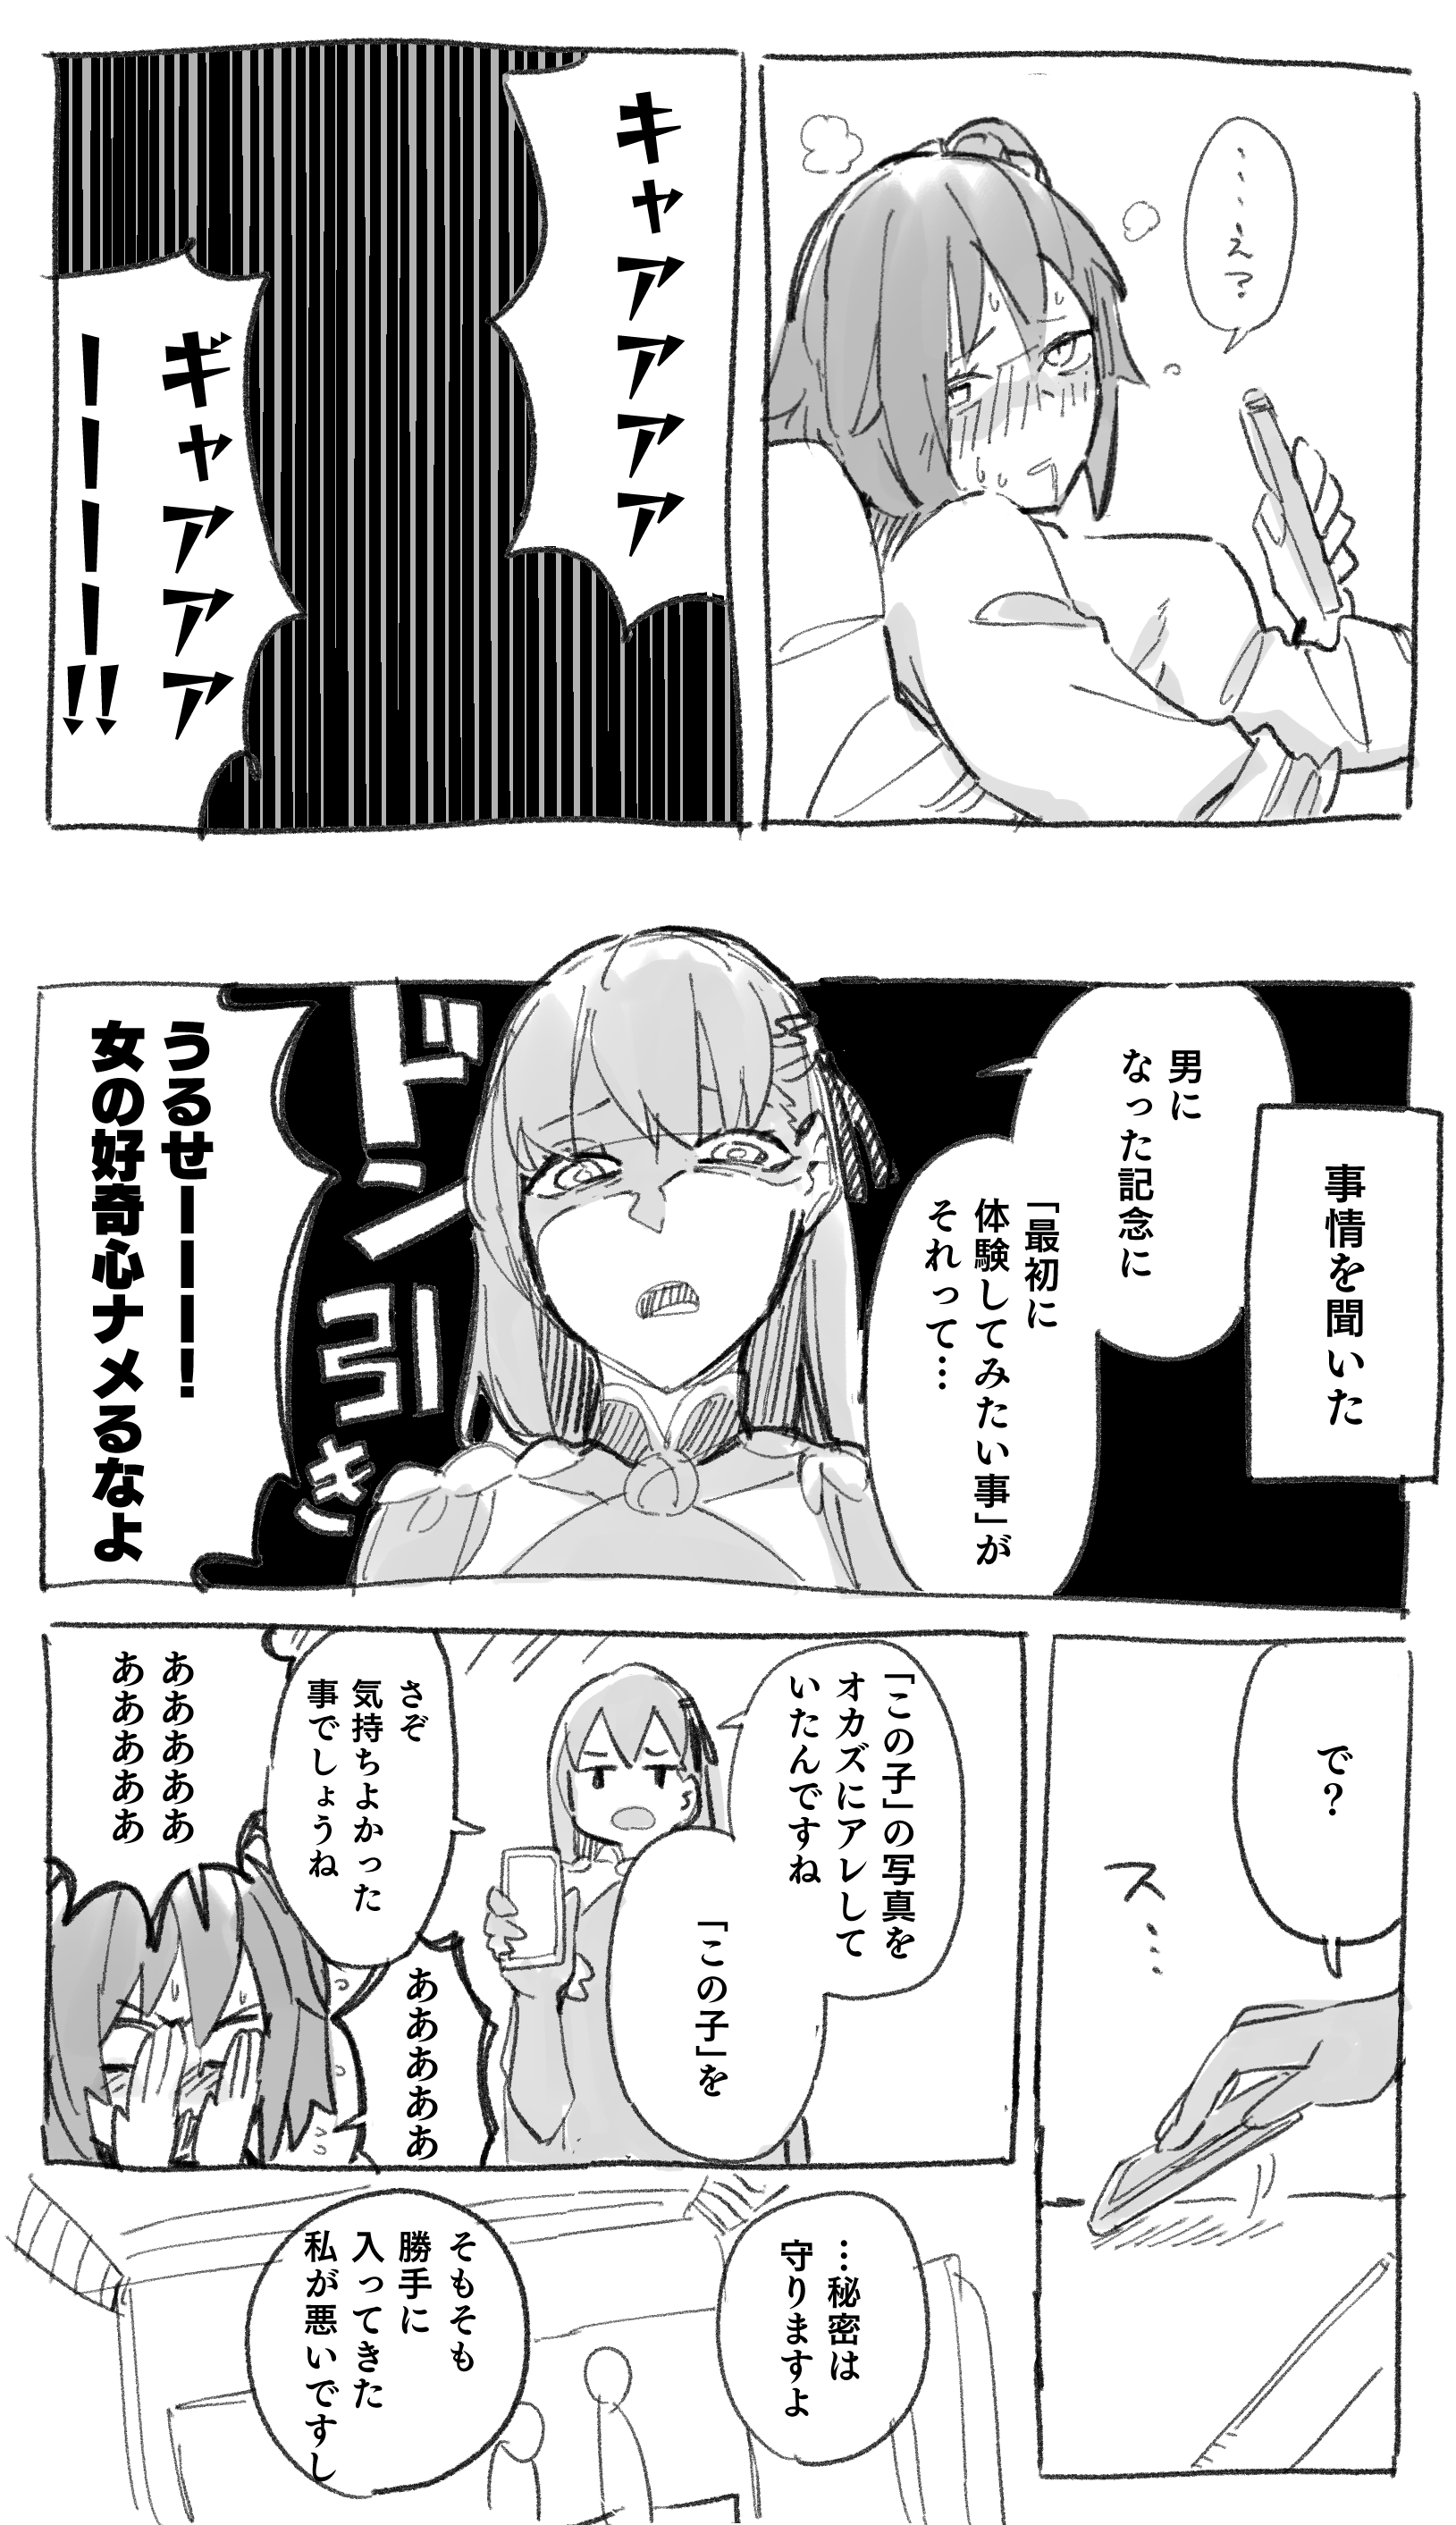 ・・・・え?
キャアアアア
ギャアアア
ーーーー!!
事情を聞いた
男に
なった記念に
「最初に
体験してみたい事」が
それって…
ドン引き
うるせーーーー!
女の好奇心ナメるなよ
で?
ス…
「この子」の写真を
オカズにアレして
いたんですね
「この子」を
さぞ
気持ちよかった
事でしょうね
あああああ
あああああ
あああああ
…秘密は
守りますよ
そもそも
勝手に
入ってきた
私が悪いですし